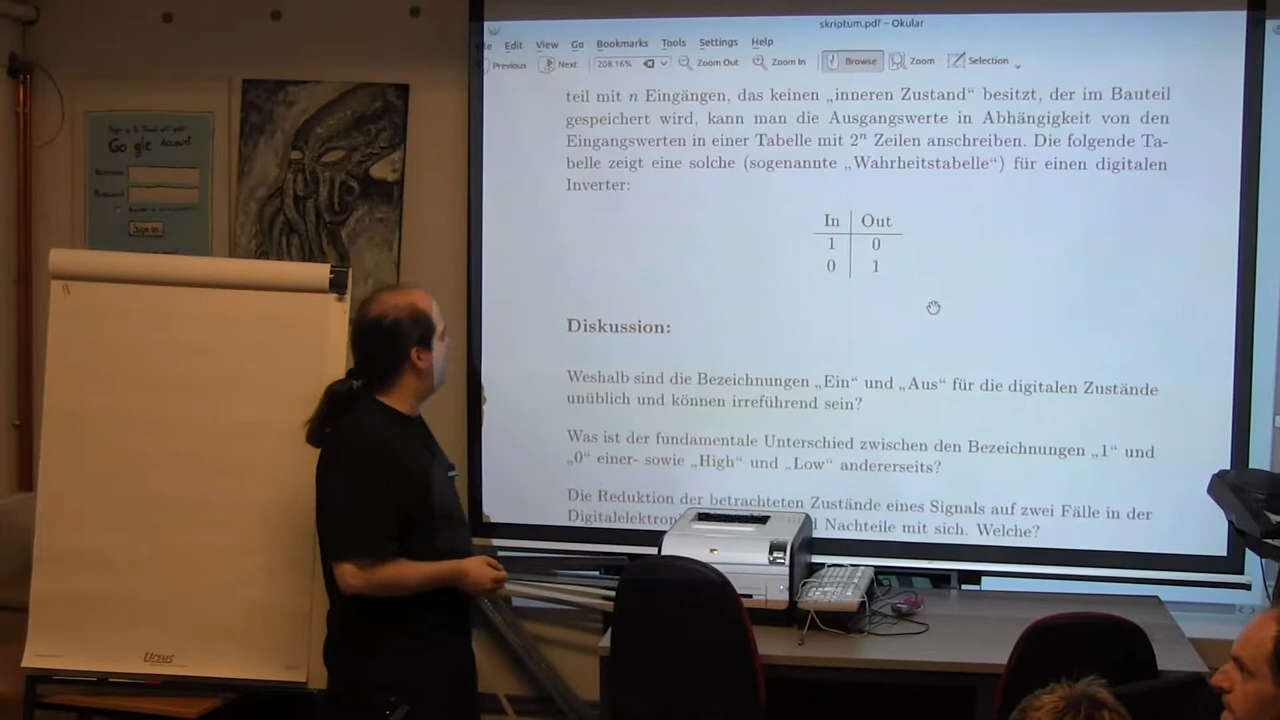 skriptum.pdf – Okular
Edit View Go Bookmarks Tools Settings Help
Previous Next 208.16% Zoom Out Zoom In Browse Zoom Selection
teil mit n Eingängen, das keinen „inneren Zustand“ besitzt, der im Bauteil
gespeichert wird, kann man die Ausgangswerte in Abhängigkeit von den
Eingangswerten in einer Tabelle mit 2ⁿ Zeilen anschreiben. Die folgende Ta-
belle zeigt eine solche (sogenannte „Wahrheitstabelle“) für einen digitalen
Inverter:
In Out
1 0
0 1
Diskussion:
Weshalb sind die Bezeichnungen „Ein“ und „Aus“ für die digitalen Zustände
unüblich und können irreführend sein?
Was ist der fundamentale Unterschied zwischen den Bezeichnungen „1“ und
„0“ einer- sowie „High“ und „Low“ andererseits?
Die Reduktion der betrachteten Zustände eines Signals auf zwei Fälle in der
Nachteile mit sich. Welche?
Google Account
Sign in
URSUS